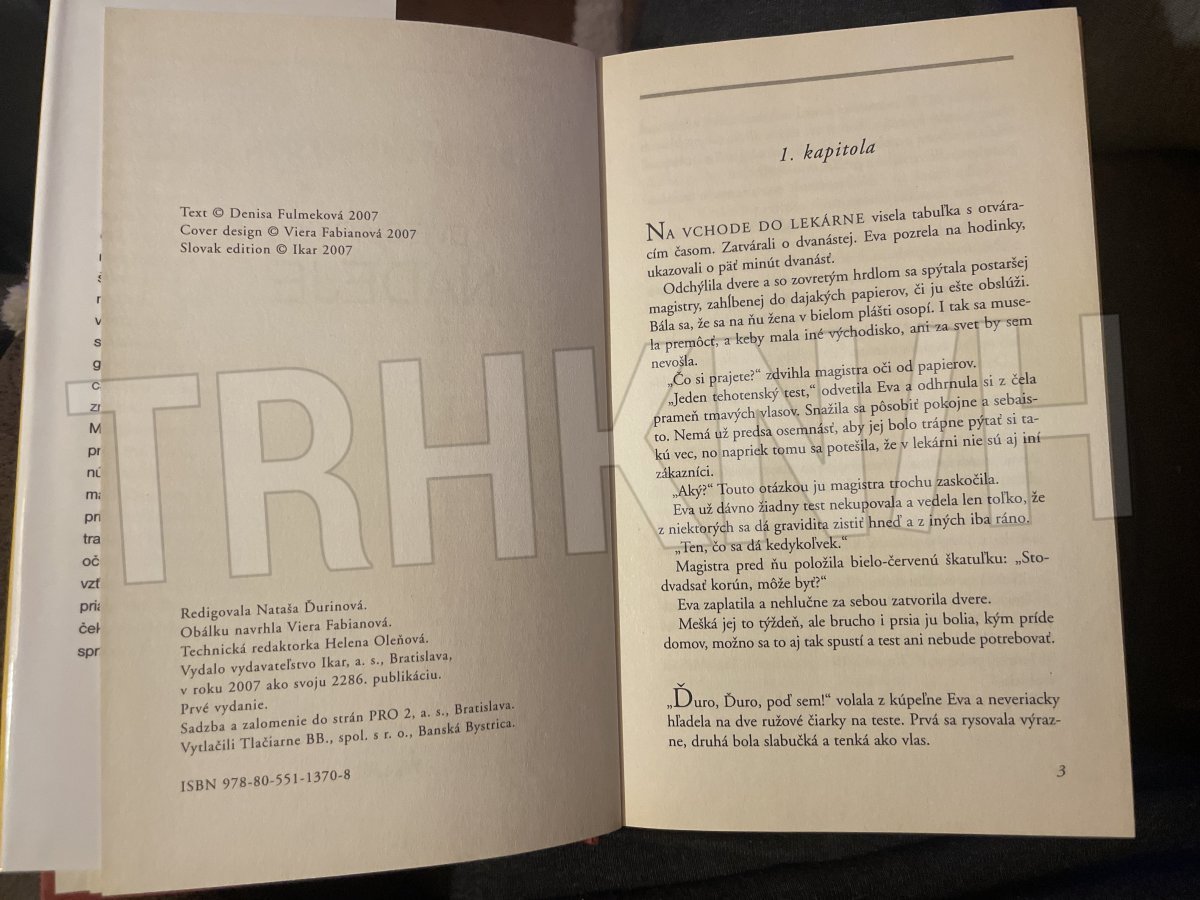 Text © Denisa Fulmeková 2007
Cover design © Viera Fabianová 2007
Slovak edition © Ikar 2007
Redigovala Nataša Ďurinová.
Obálku navrhla Viera Fabianová.
Technická redaktorka Helena Oleňová.
Vydalo vydavateľstvo Ikar, a. s., Bratislava,
v roku 2007 ako svoju 2286. publikáciu.
Prvé vydanie.
Sadzba a zalomenie do strán PRO 2, a. s., Bratislava.
Vytlačili Tlačiarne BB., spol. s r. o., Banská Bystrica.
ISBN 978-80-551-1370-8
1. kapitola
NA VCHODE DO LEKÁRNE visela tabuľka s otvára-
cím časom. Zatvárali o dvanástej. Eva pozrela na hodinky,
ukazovali o päť minút dvanásť.
Odchýlila dvere a so zovretým hrdlom sa spýtala postaršej
magistry, zahĺbenej do dajakých papierov, či ju ešte obslúži.
Bála sa, že sa na ňu žena v bielom plášti osopí. I tak sa muse-
la premôcť, a keby mala iné východisko, ani za svet by sem
nevošla.
„Čo si prajete?“ zdvihla magistra oči od papierov.
„Jeden tehotenský test,“ odvetila Eva a odhrnula si z čela
prameň tmavých vlasov. Snažila sa pôsobiť pokojne a sebais-
to. Nemá už predsa osemnásť, aby jej bolo trápne pýtať si ta-
kú vec, no napriek tomu sa potešila, že v lekárni nie sú aj iní
zákazníci.
„Aký?“ Touto otázkou ju magistra trochu zaskočila.
Eva už dávno žiadny test nekupovala a vedela len toľko, že
z niektorých sa dá gravidita zistiť hneď a z iných iba ráno.
„Ten, čo sa dá kedykoľvek.“
Magistra pred ňu položila bielo-červenú škatuľku: „Sto-
dvadsať korún, môže byť?“
Eva zaplatila a nehlučne za sebou zatvorila dvere.
Mešká jej to týždeň, ale brucho i prsia ju bolia, kým príde
domov, možno sa to aj tak spustí a test ani nebude potrebovať.
„Ďuro, Ďuro, poď sem!“ volala z kúpeľne Eva a neveriacky
hľadela na dve ružové čiarky na teste. Prvá sa rysovala výraz-
ne, druhá bola slabučká a tenká ako vlas.
3
TRHKNÍH